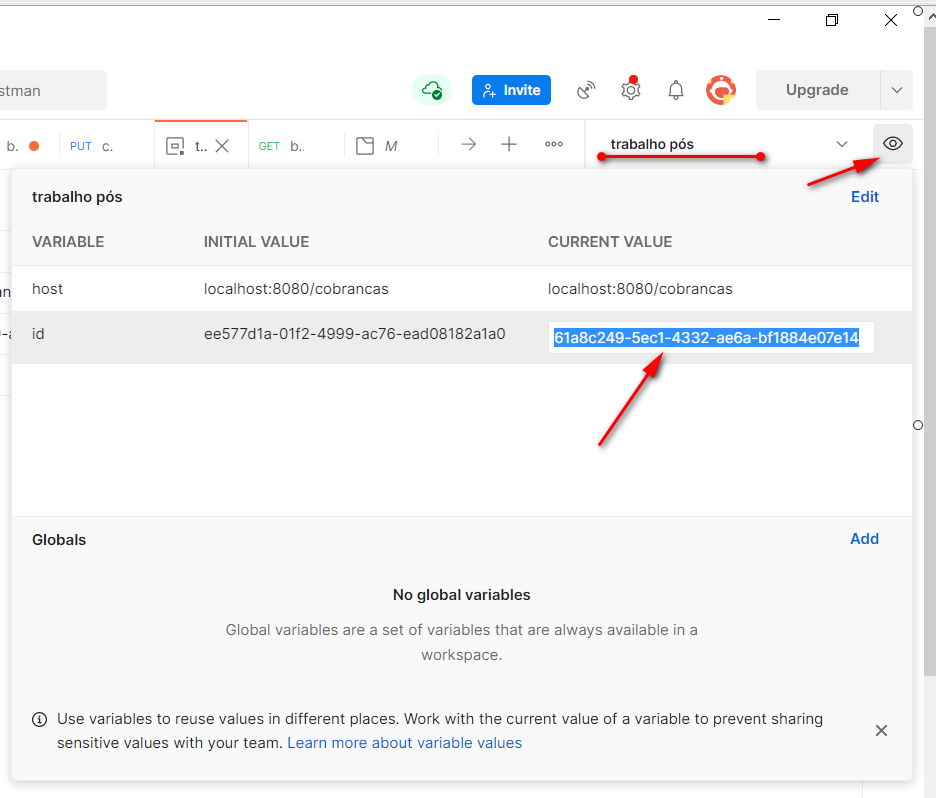 stman
Invite
Upgrade
b.
PUT c.
t..
GET b..
M
trabalho pós
trabalho pós
Edit
VARIABLE INITIAL VALUE CURRENT VALUE
host localhost:8080/cobrancas localhost:8080/cobrancas
id ee577d1a-01f2-4999-ac76-ead08182a1a0 61a8c249-5ec1-4332-ae6a-bf1884e07e14
Globals
Add
No global variables
Global variables are a set of variables that are always available in a
workspace.
Use variables to reuse values in different places. Work with the current value of a variable to prevent sharing
sensitive values with your team. Learn more about variable values